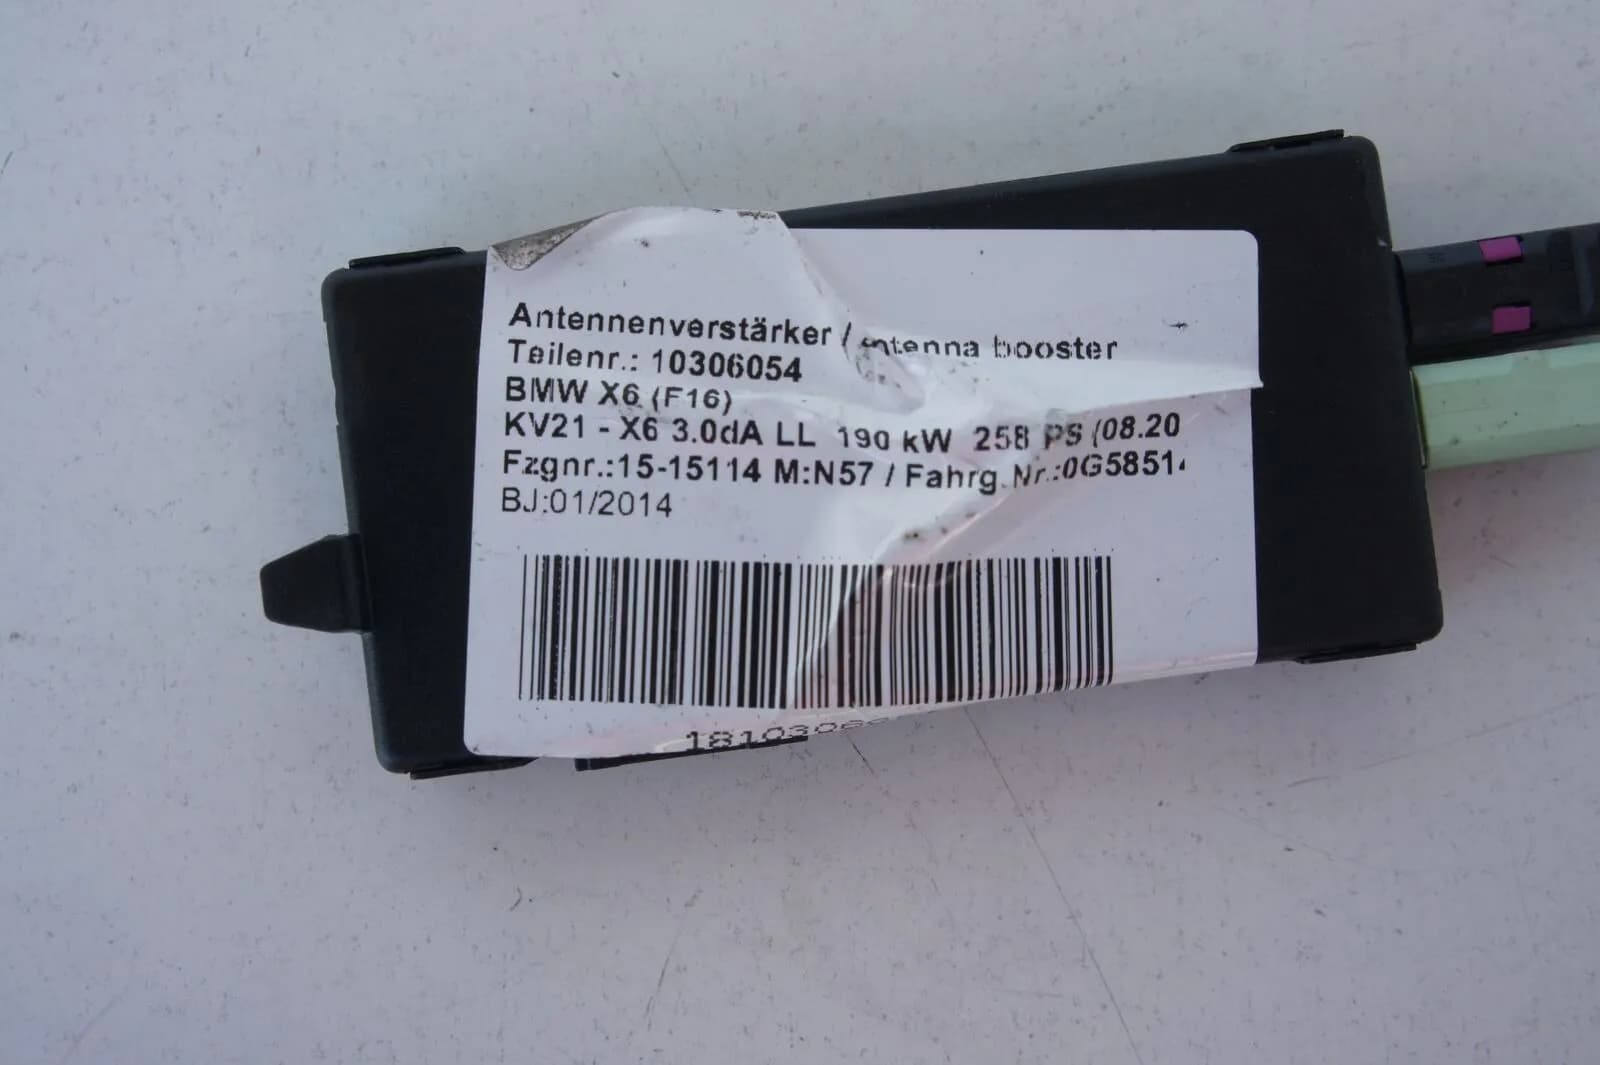 Antennenverstärker / antenna booster
Teilenr.: 10306054
BMW X6 (F16)
KV21 - X6 3.0dA LL 190 kW 258 PS (08.20
Fzgnr.:15-15114 M:N57 / Fahrg.Nr.:0G5851
BJ:01/2014